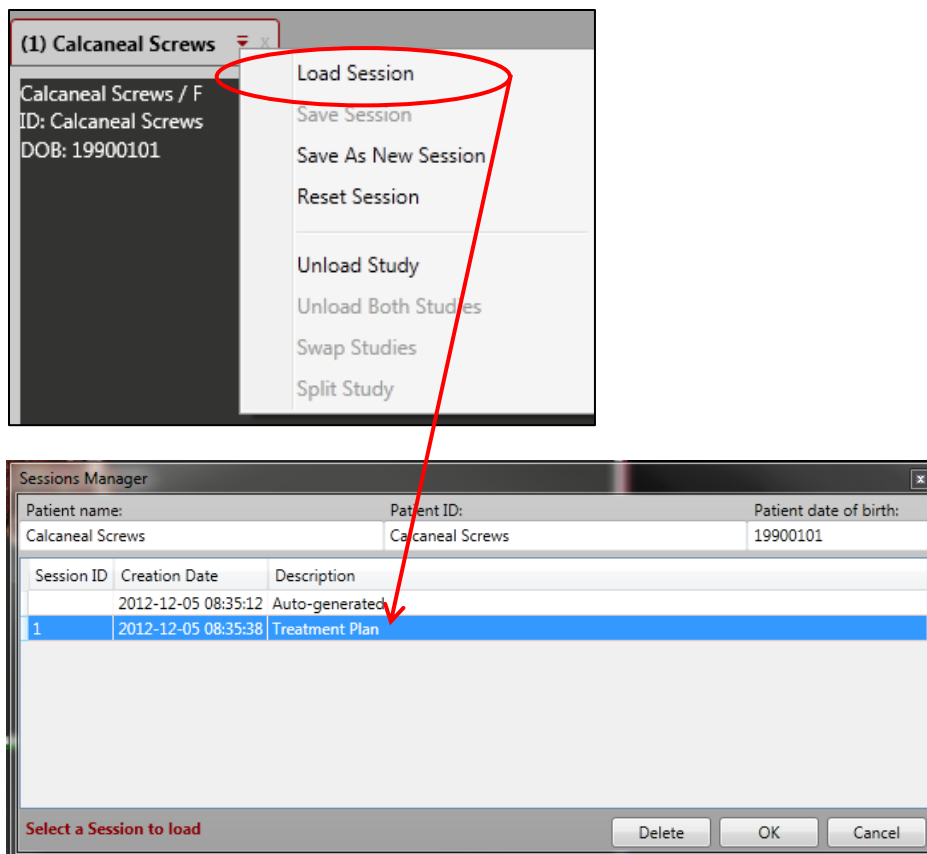 (1) Calcaneal Screws x
Calcaneal Screws / F
ID: Calcaneal Screws
DOB: 19900101
Load Session
Save Session
Save As New Session
Reset Session
Unload Study
Unload Both Studies
Swap Studies
Split Study
Sessions Manager x
Patient name: Patient ID: Patient date of birth:
Calcaneal Screws Calcaneal Screws 19900101
Session ID Creation Date Description
2012-12-05 08:35:12 Auto-generated
1 2012-12-05 08:35:38 Treatment Plan
Select a Session to load Delete OK Cancel